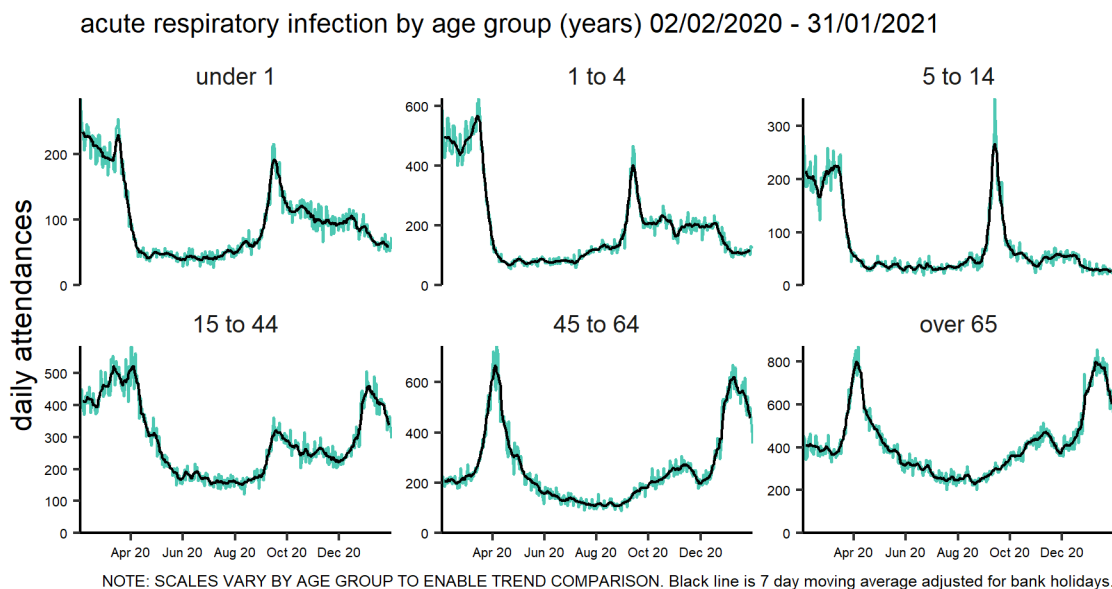 acute respiratory infection by age group (years) 02/02/2020 - 31/01/2021
under 1
1 to 4
5 to 14
200
100
0
600
400
200
0
300
200
100
0
daily attendances
15 to 44
45 to 64
over 65
500
400
300
200
100
0
600
400
200
0
800
600
400
200
0
Apr 20 Jun 20 Aug 20 Oct 20 Dec 20
Apr 20 Jun 20 Aug 20 Oct 20 Dec 20
Apr 20 Jun 20 Aug 20 Oct 20 Dec 20
NOTE: SCALES VARY BY AGE GROUP TO ENABLE TREND COMPARISON. Black line is 7 day moving average adjusted for bank holidays.